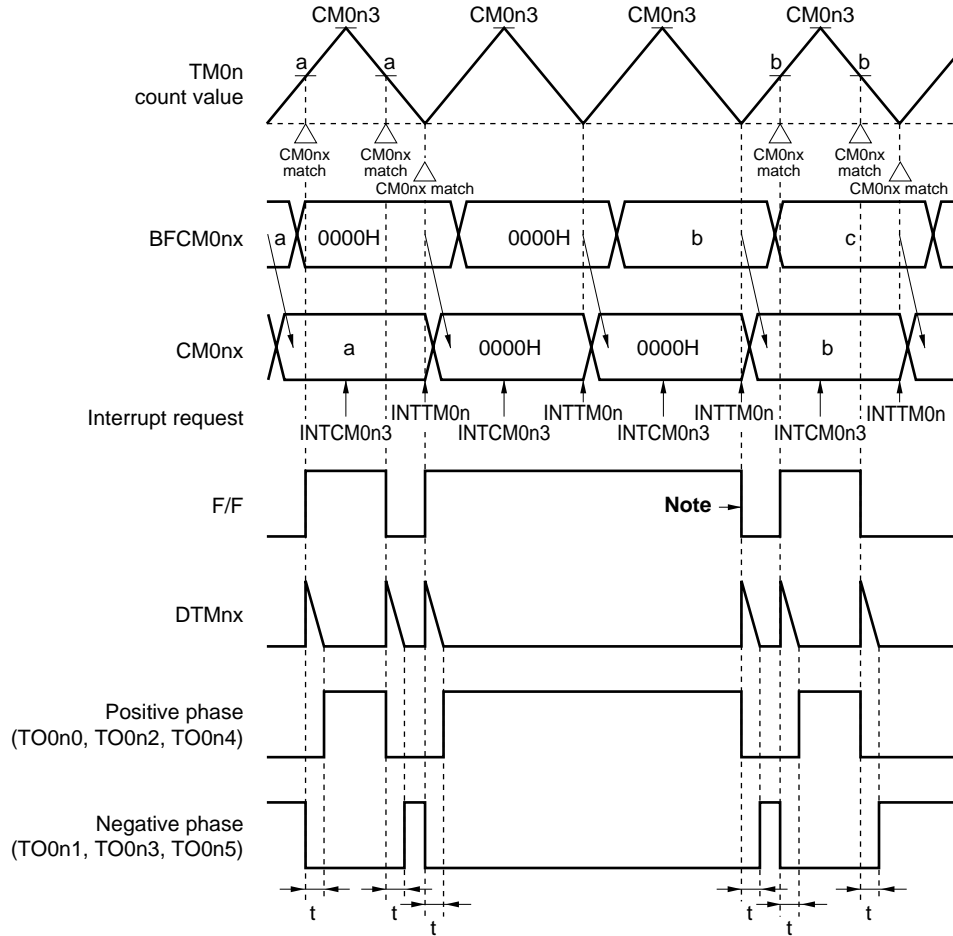 CM0n3 CM0n3 CM0n3 CM0n3
TM0n
count value
a a b b
CM0nx
match
CM0nx
match
CM0nx match
CM0nx
match
CM0nx
match
CM0nx match
BFCM0nx
a 0000H 0000H b c
CM0nx
a 0000H 0000H b
Interrupt request
INTTM0n INTTM0n INTTM0n INTTM0n
INTCM0n3 INTCM0n3 INTCM0n3 INTCM0n3
F/F
Note
DTMnx
Positive phase
(TO0n0, TO0n2, TO0n4)
Negative phase
(TO0n1, TO0n3, TO0n5)
t t t t t t